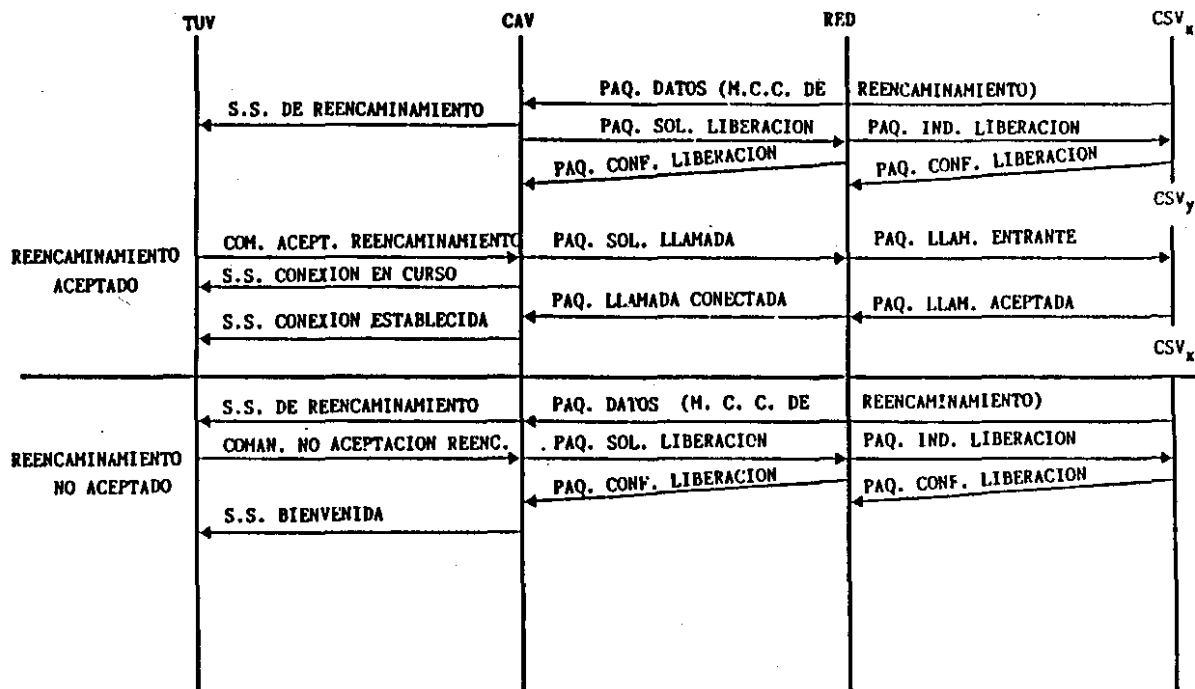 TUV CAV RED CSVx
PAQ. DATOS (M.C.C. DE REENCAMINAMIENTO)
S.S. DE REENCAMINAMIENTO
PAQ. SOL. LIBERACION PAQ. IND. LIBERACION
PAQ. CONF. LIBERACION PAQ. CONF. LIBERACION
CSVy
REENCAMINAMIENTO
ACEPTADO
COM. ACEPT. REENCAMINAMIENTO PAQ. SOL. LLAMADA PAQ. LLAM. ENTRANTE
S.S. CONEXION EN CURSO
PAQ. LLAMADA CONECTADA PAQ. LLAM. ACEPTADA
S.S. CONEXION ESTABLECIDA
CSVx
S.S. DE REENCAMINAMIENTO PAQ. DATOS (M. C. C. DE REENCAMINAMIENTO)
REENCAMINAMIENTO
NO ACEPTADO
COMAN. NO ACEPTACION REENC. . PAQ. SOL. LIBERACION PAQ. IND. LIBERACION
PAQ. CONF. LIBERACION PAQ. CONF. LIBERACION
S.S. BIENVENIDA